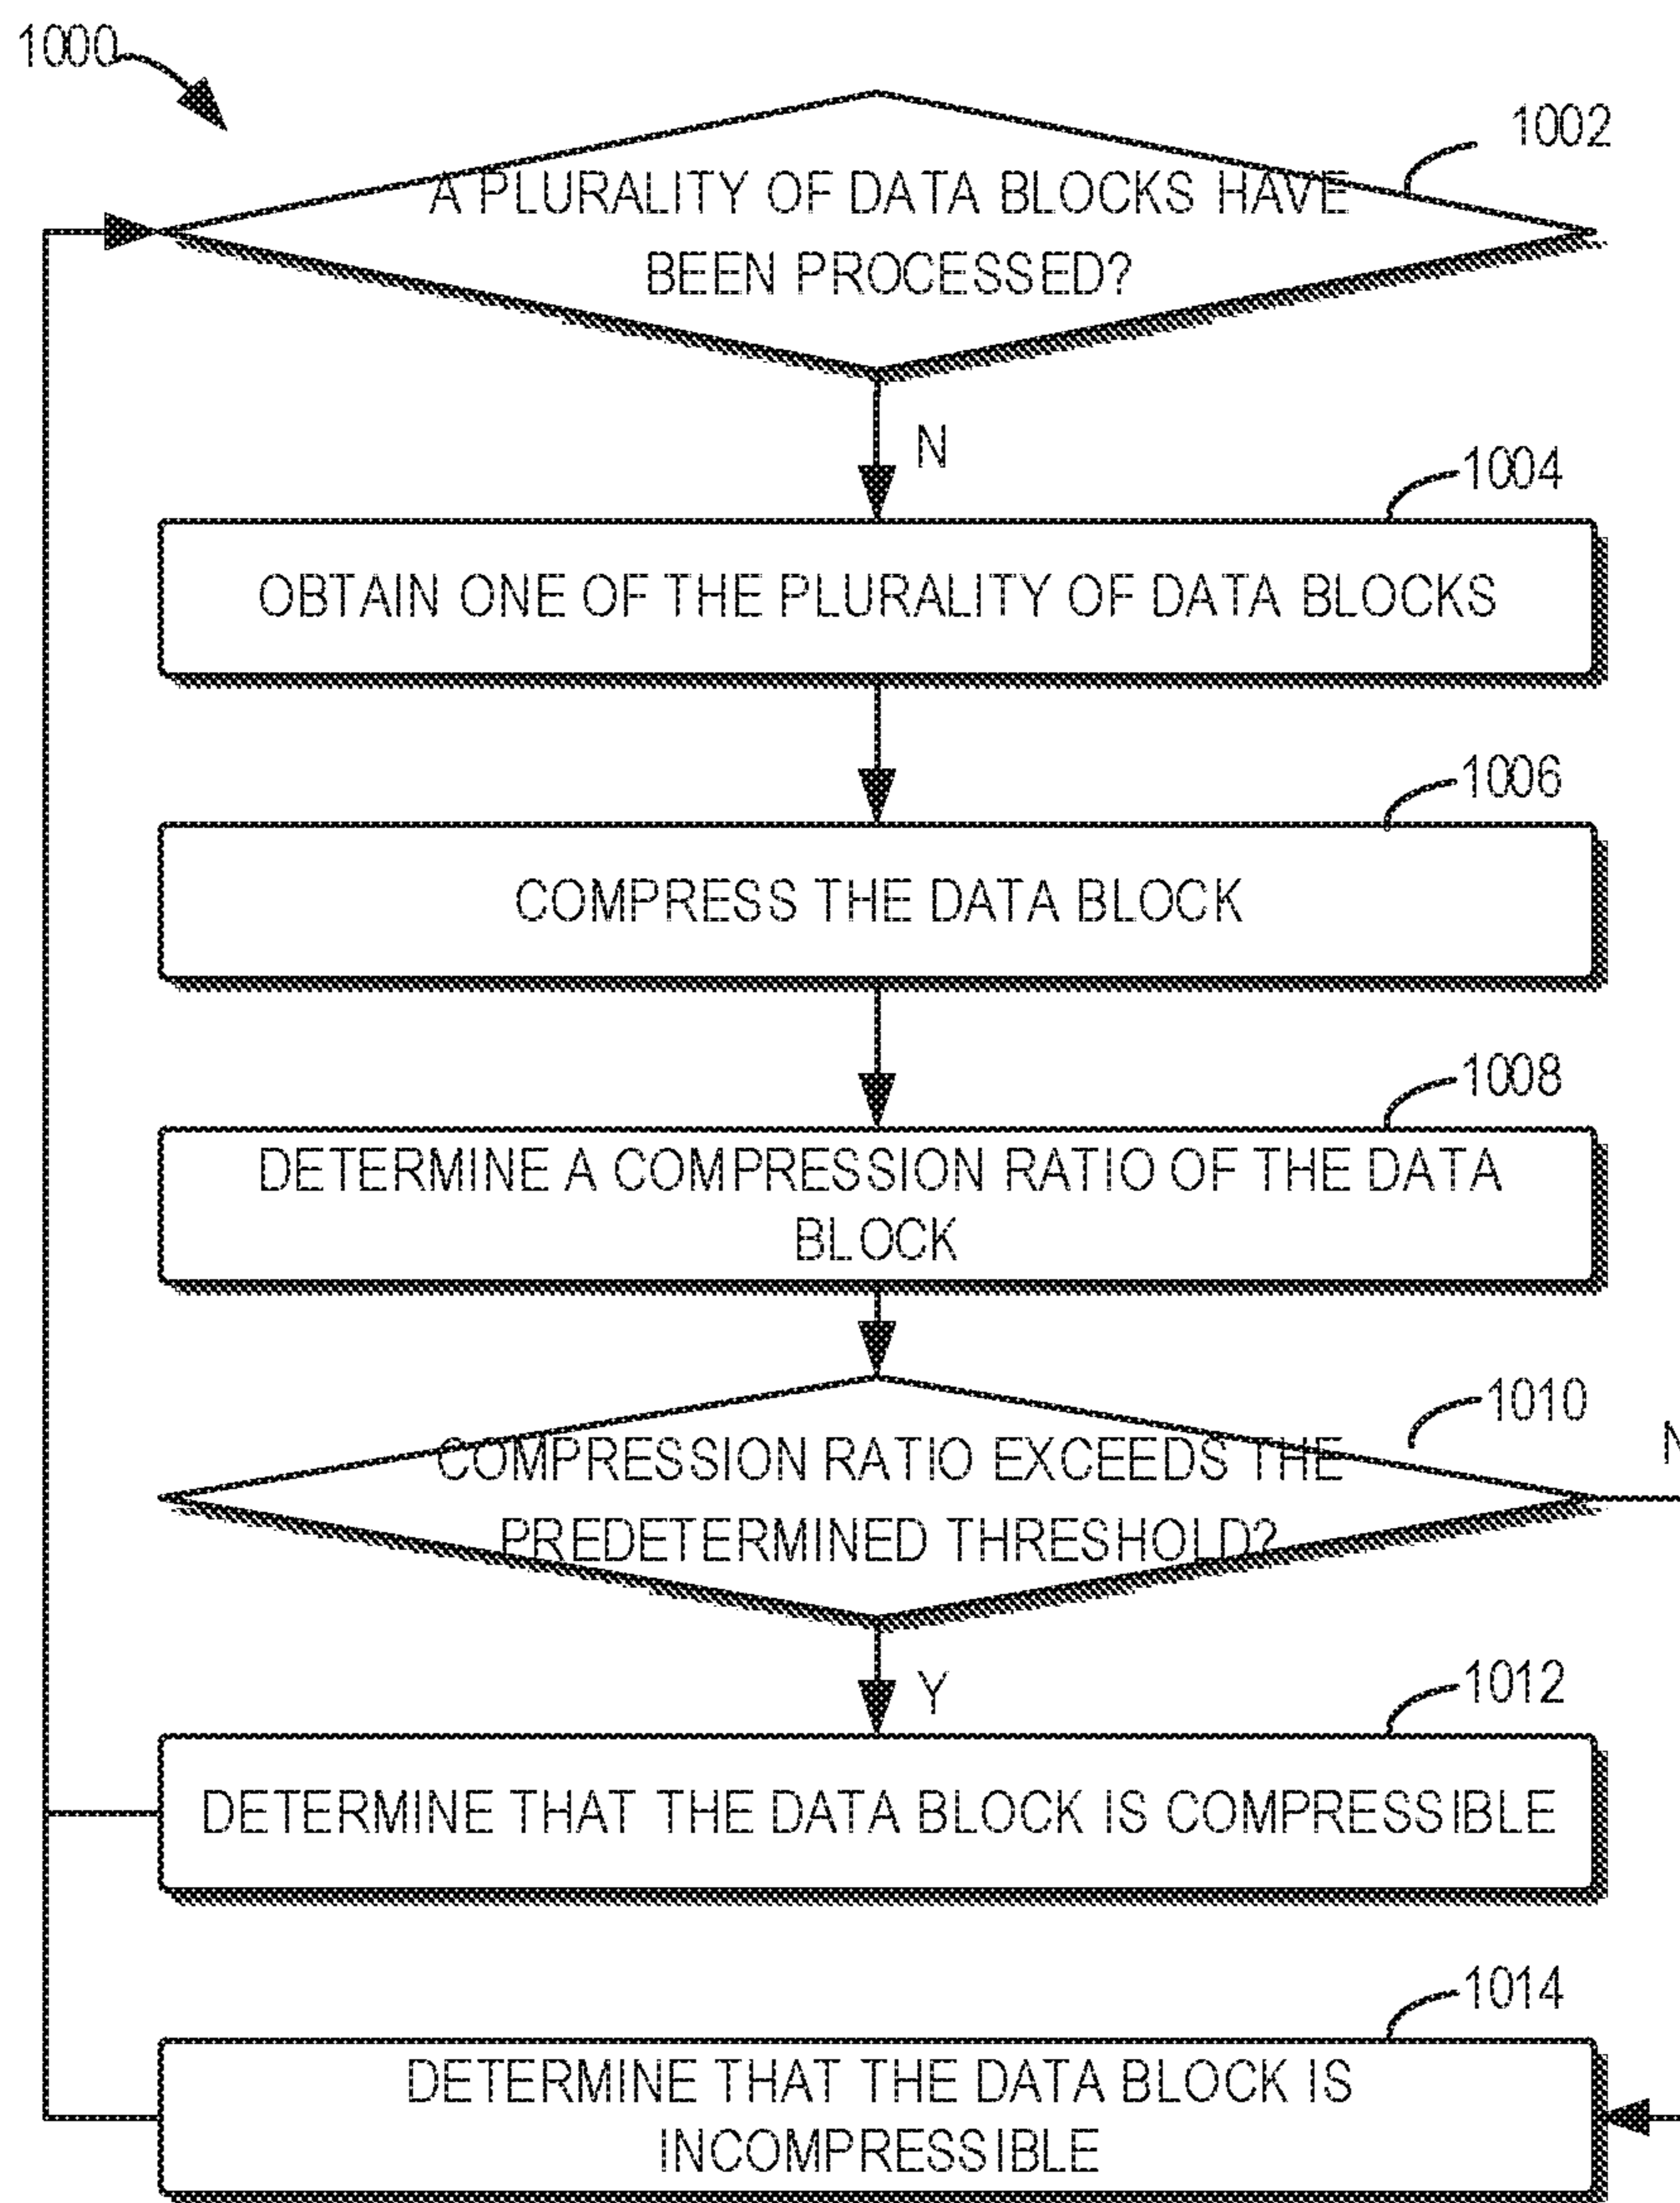 1000
1002
A PLURALITY OF DATA BLOCKS HAVE
BEEN PROCESSED?
N
1004
OBTAIN ONE OF THE PLURALITY OF DATA BLOCKS
1006
COMPRESS THE DATA BLOCK
1008
DETERMINE A COMPRESSION RATIO OF THE DATA
BLOCK
1010
N
COMPRESSION RATIO EXCEEDS THE
PREDETERMINED THRESHOLD?
Y
1012
DETERMINE THAT THE DATA BLOCK IS COMPRESSIBLE
1014
DETERMINE THAT THE DATA BLOCK IS
INCOMPRESSIBLE